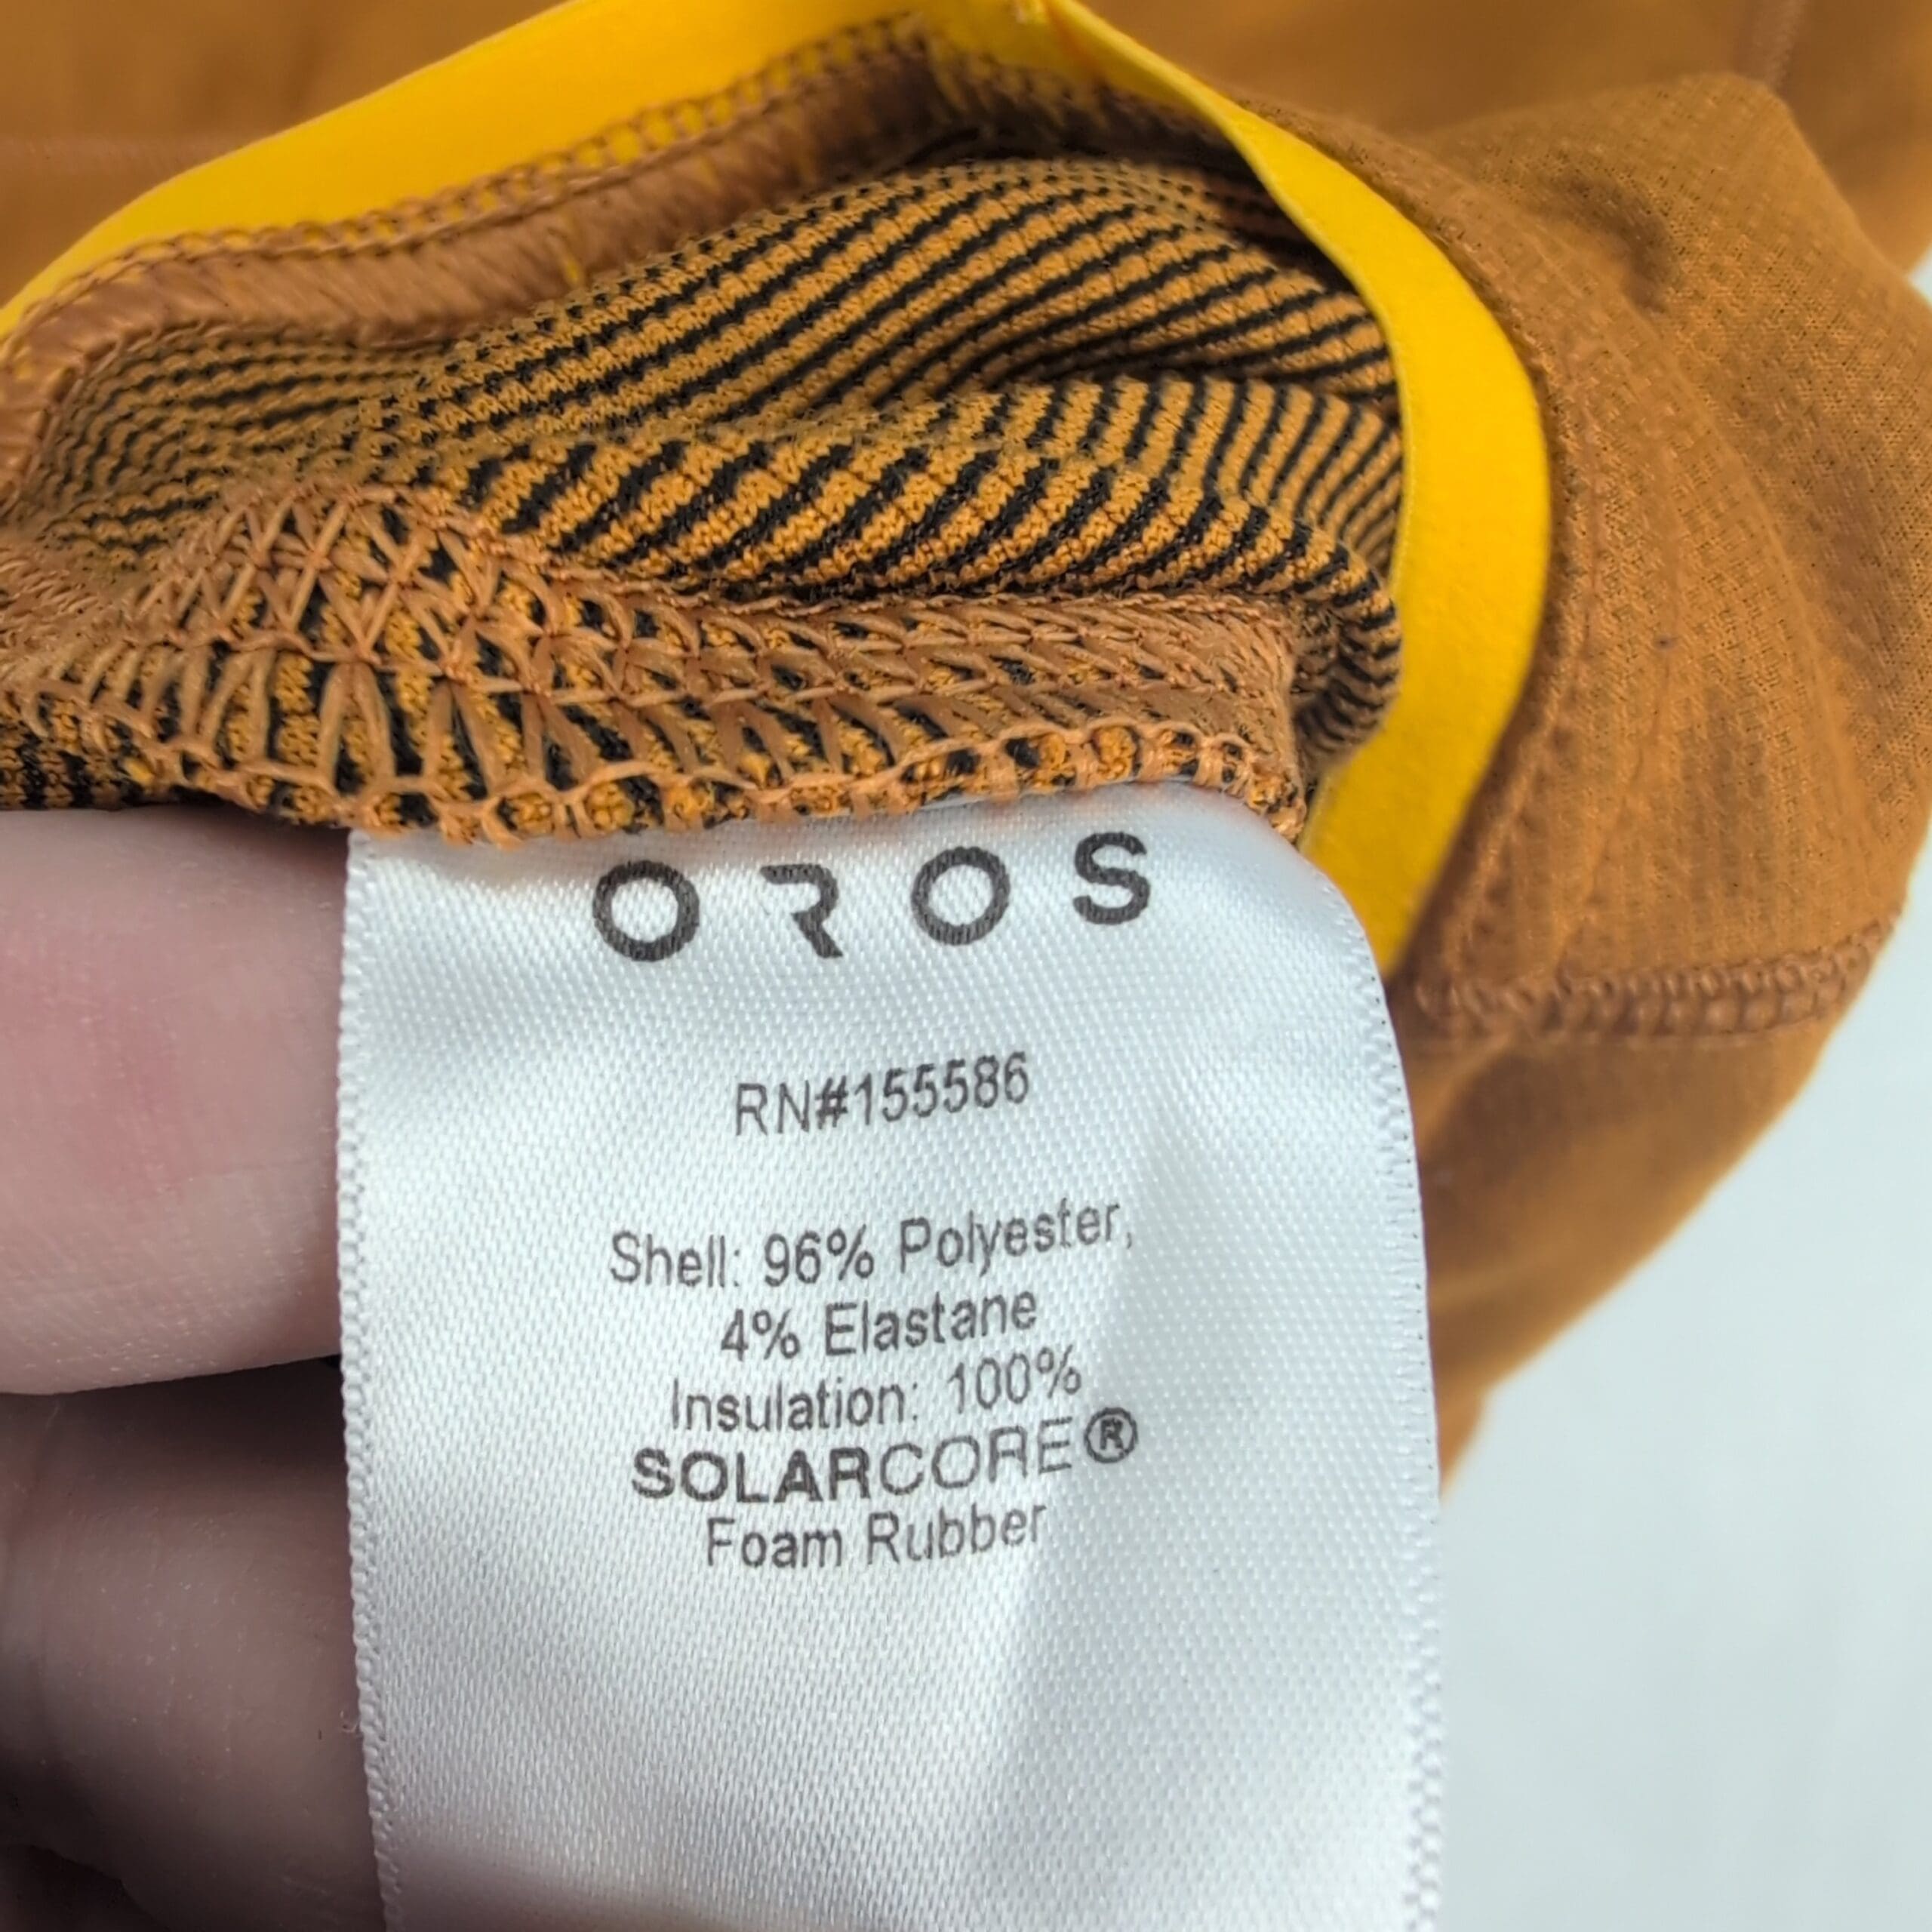 OROS
RN#155586
Shell: 96% Polyester,
4% Elastane
Insulation: 100%
SOLARCORE®
Foam Rubber